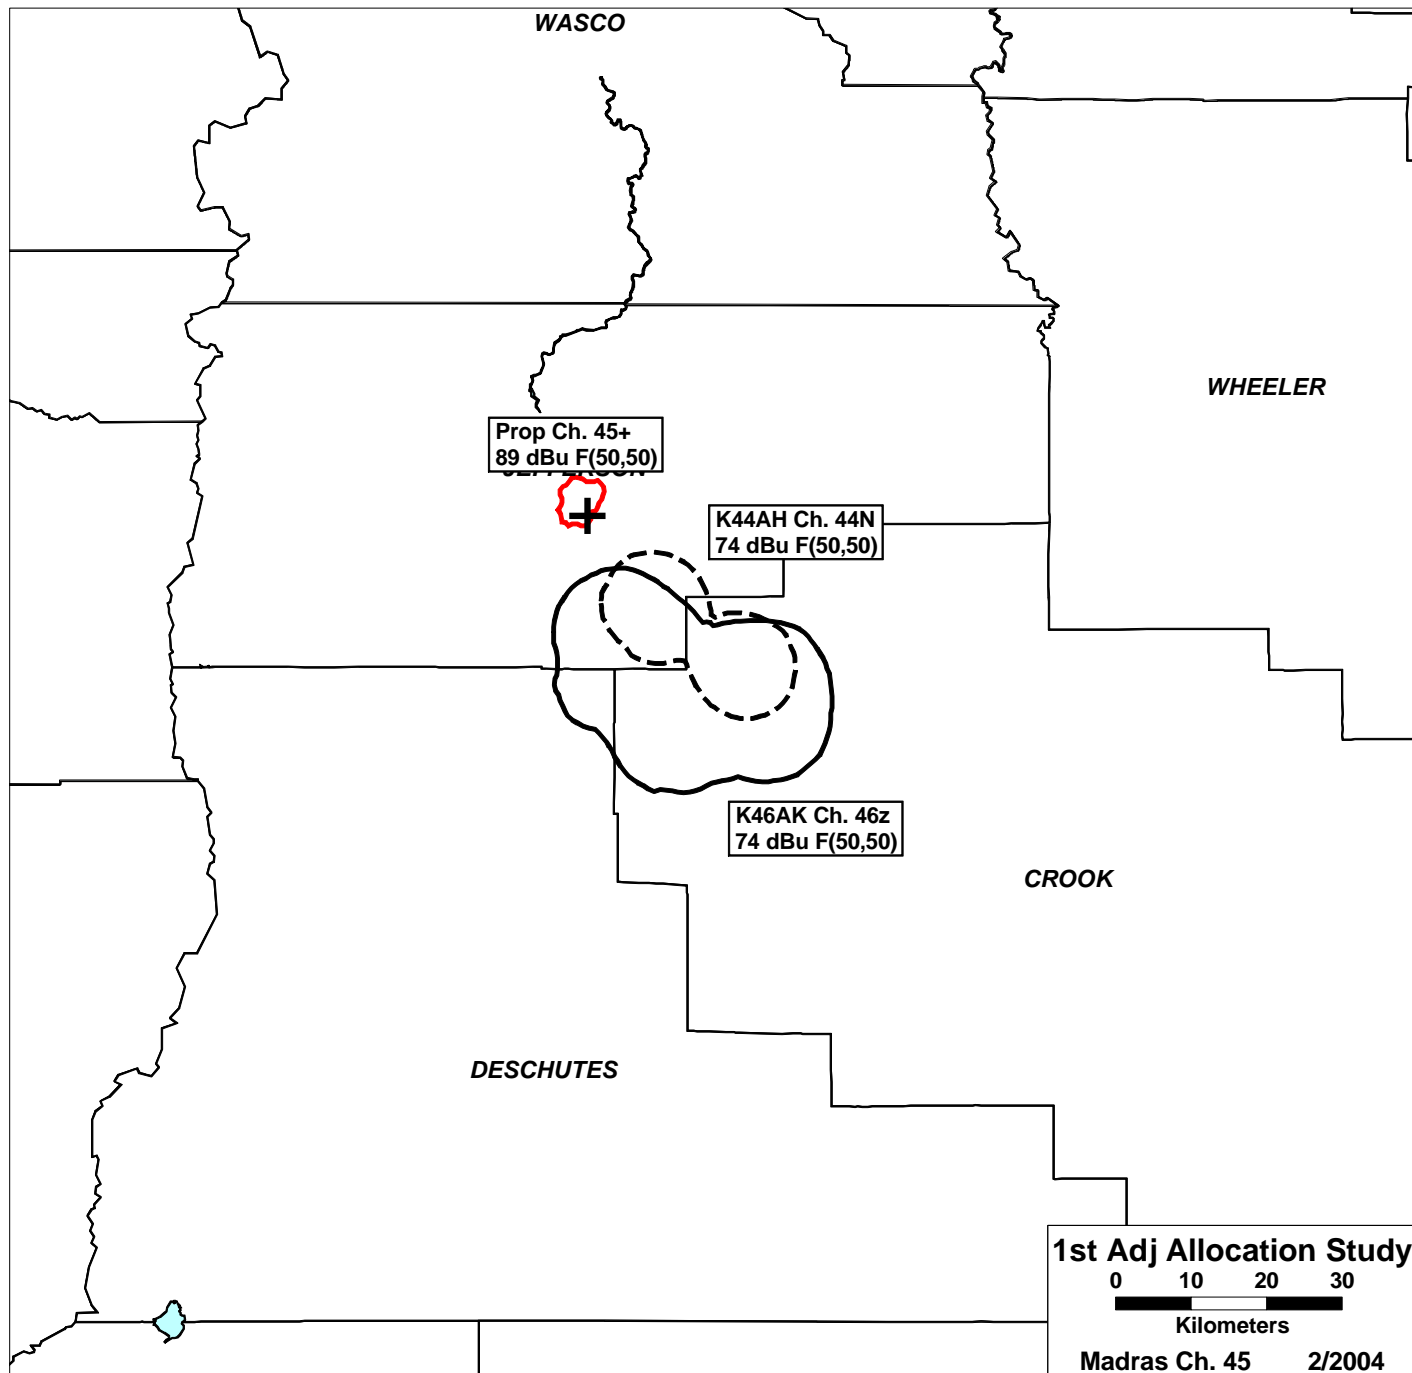 WASCO
WHEELER
Prop Ch. 45+
89 dBu F(50,50)
K44AH Ch. 44N
74 dBu F(50,50)
K46AK Ch. 46z
74 dBu F(50,50)
CROOK
DESCHUTES
1st Adj Allocation Study
0 10 20 30
Kilometers
Madras Ch. 45 2/2004